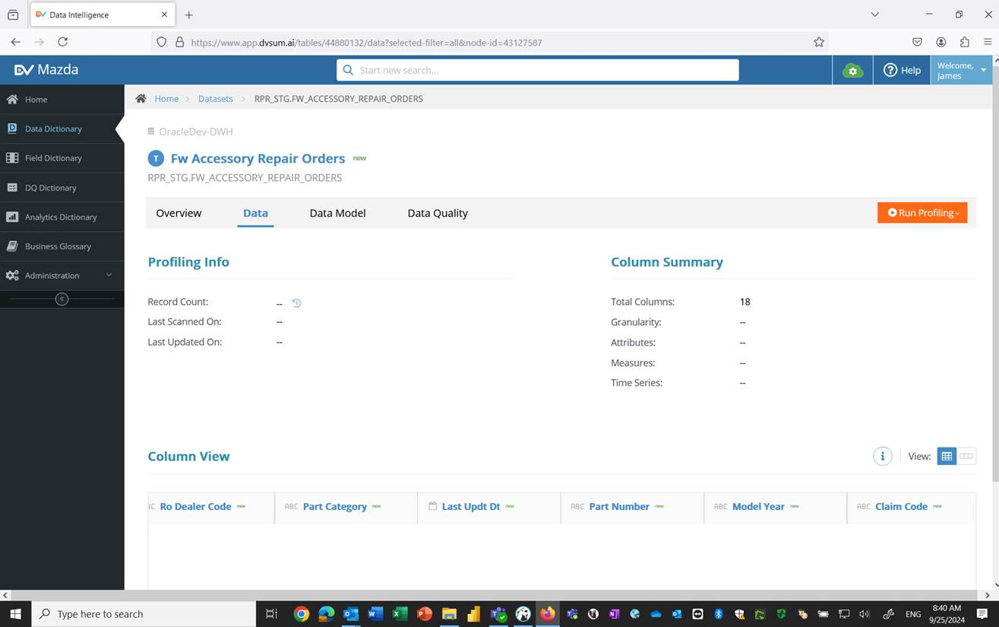 Data Intelligence
https://www.app.dvsum.ai/tables/44880132/data?selected-filter=all&node-id=43127587
DV Mazda
Start new search...
Help
Welcome,
James
Home
Data Dictionary
Field Dictionary
DQ Dictionary
Analytics Dictionary
Business Glossary
Administration
Home > Datasets > RPR_STG.FW_ACCESSORY_REPAIR_ORDERS
OracleDev-DWH
T Fw Accessory Repair Orders new
RPR_STG.FW_ACCESSORY_REPAIR_ORDERS
Overview Data Data Model Data Quality Run Profiling
Profiling Info
Record Count: --
Last Scanned On: --
Last Updated On: --
Column Summary
Total Columns: 18
Granularity: --
Attributes: --
Measures: --
Time Series: --
Column View
View:
Ro Dealer Code new ABC Part Category new Last Updt Dt new ABC Part Number new ABC Model Year new ABC Claim Code new
Type here to search
ENG
8:40 AM
9/25/2024